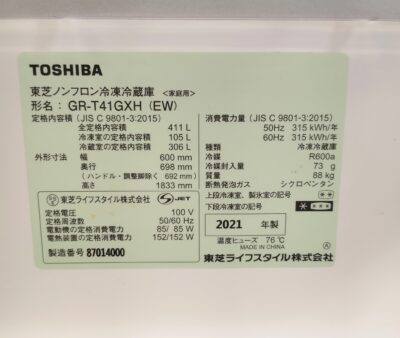 TOSHIBA
東芝ノンフロン冷凍冷蔵庫 <家庭用>
形名: GR-T41GXH (EW)
定格内容積 (JIS C 9801-3:2015)
全定格内容積 411 L
冷凍室の定格内容積 105 L
冷蔵室の定格内容積 306 L
外形寸法 幅 600 mm
奥行 698 mm
(ハンドル・調整脚除く 692 mm)
高さ 1833 mm
東芝ライフスタイル株式会社 S-JET
定格電圧 100 V
定格周波数 50/60 Hz
電動機の定格消費電力 85/ 85 W
電熱装置の定格消費電力 152/152 W
製造番号 87014000
消費電力量 (JIS C 9801-3:2015)
50Hz 315 kWh/年
60Hz 315 kWh/年
種類 冷凍冷蔵庫
冷媒 R600a
冷媒封入量 73 g
質量 88 kg
断熱発泡ガス シクロペンタン
上段冷凍室、製氷室の記号
下段冷凍室の記号
2021 年製
温度ヒューズ 76℃
MADE IN CHINA
東芝ライフスタイル株式会社